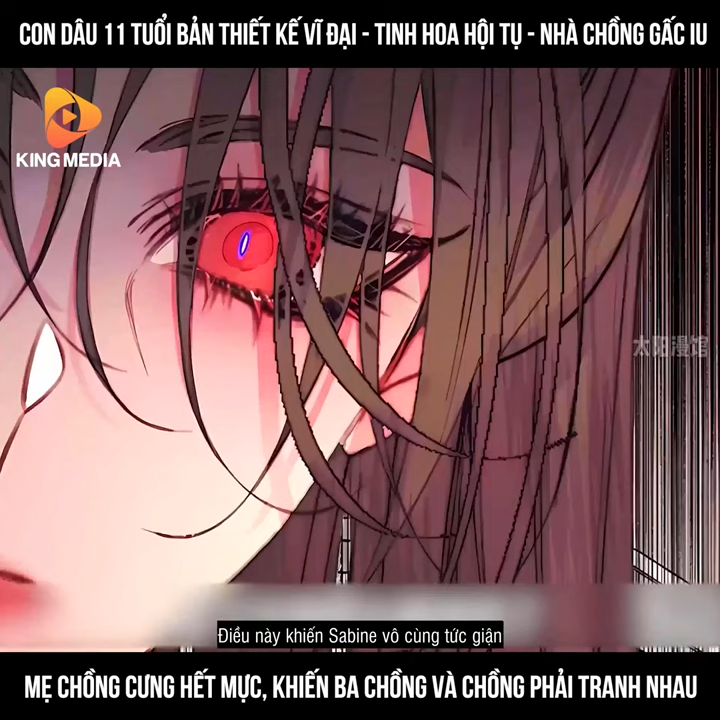 CON DÂU 11 TUỔI BẢN THIẾT KẾ VĨ ĐẠI - TINH HOA HỘI TỤ - NHÀ CHỒNG GẤC IU
KING MEDIA
太阳漫馆
Điều này khiến Sabine vô cùng tức giận
MẸ CHỒNG CƯNG HẾT MỰC, KHIẾN BA CHỒNG VÀ CHỒNG PHẢI TRANH NHAU